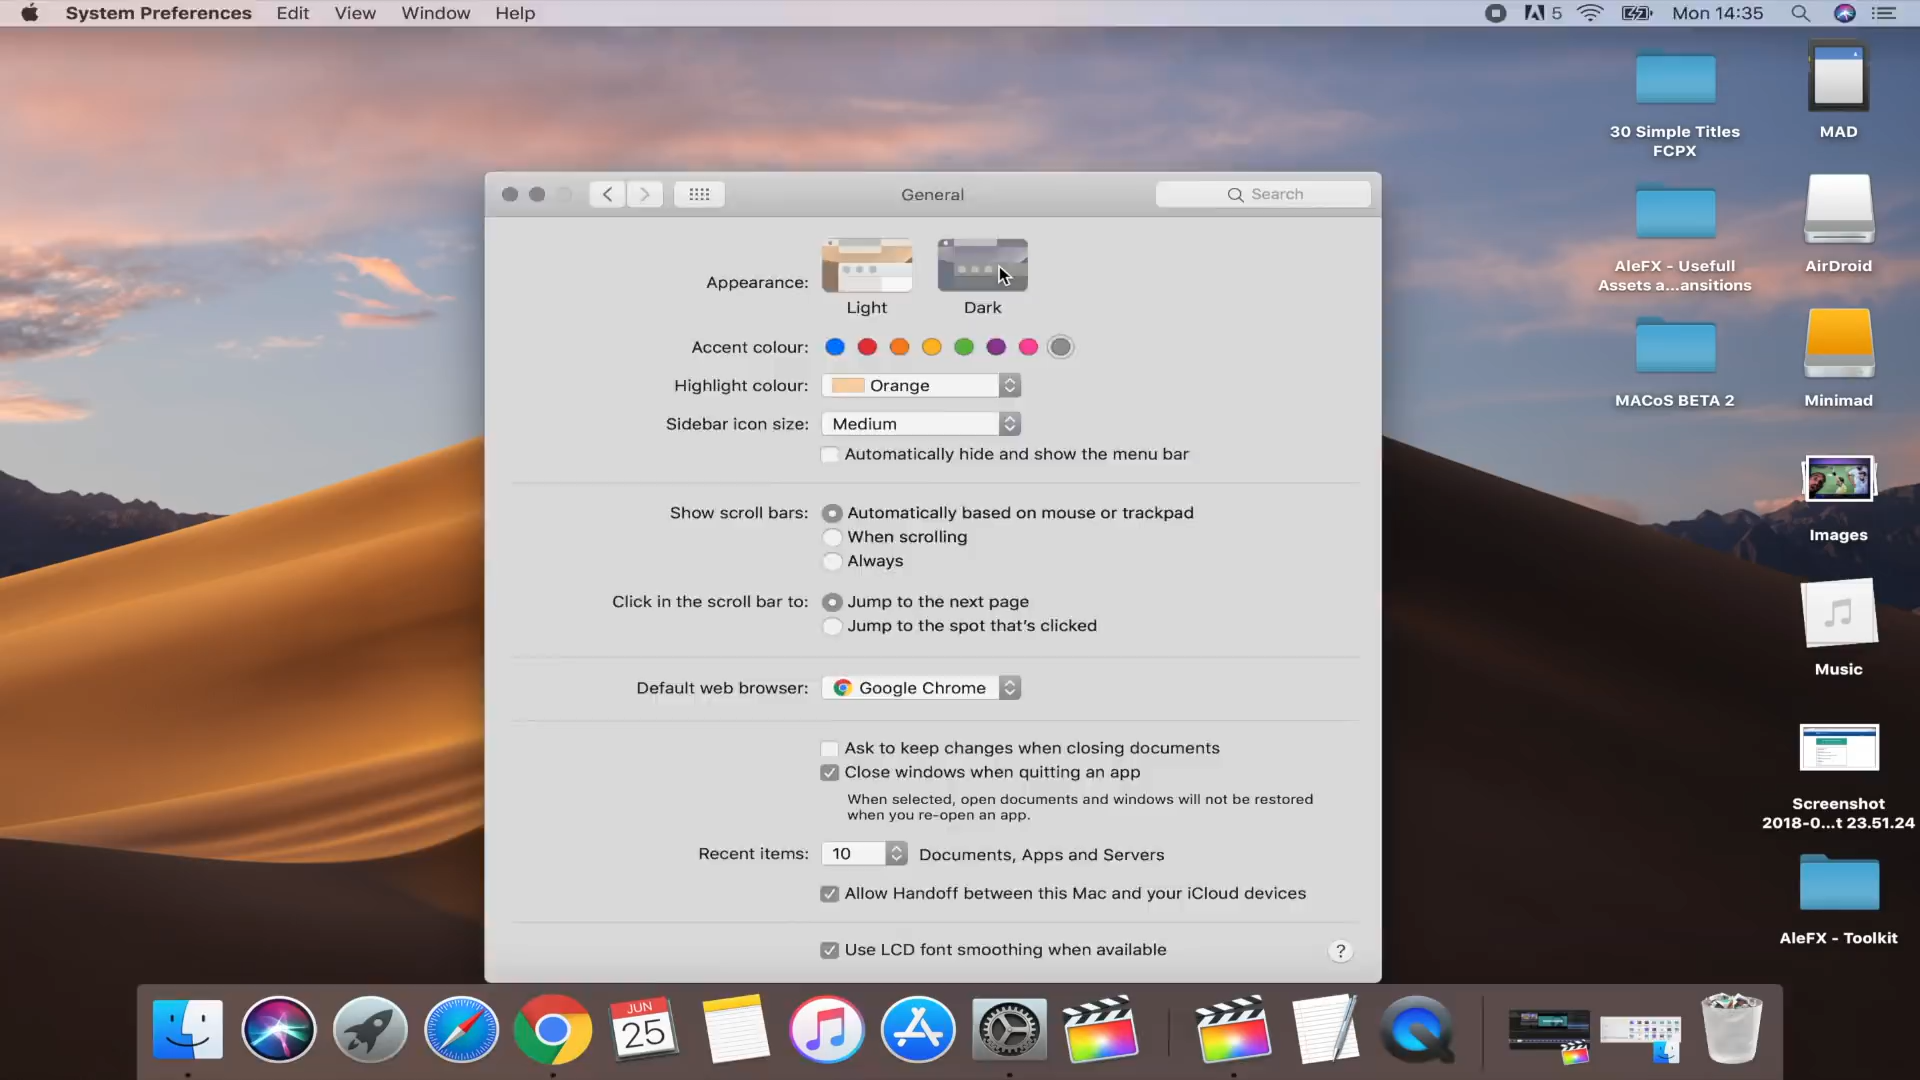 System Preferences Edit View Window Help
5 Mon 14:35
General
Search
Appearance:
Light Dark
Accent colour:
Highlight colour: Orange
Sidebar icon size: Medium
Automatically hide and show the menu bar
Show scroll bars: Automatically based on mouse or trackpad
When scrolling
Always
Click in the scroll bar to: Jump to the next page
Jump to the spot that's clicked
Default web browser: Google Chrome
Ask to keep changes when closing documents
Close windows when quitting an app
When selected, open documents and windows will not be restored
when you re-open an app.
Recent items: 10 Documents, Apps and Servers
Allow Handoff between this Mac and your iCloud devices
Use LCD font smoothing when available
?
30 Simple Titles
FCPX
MAD
AleFX - Usefull
Assets a...ansitions
AirDroid
MACoS BETA 2
Minimad
Images
Music
Screenshot
2018-0...t 23.51.24
AleFX - Toolkit
JUN
25